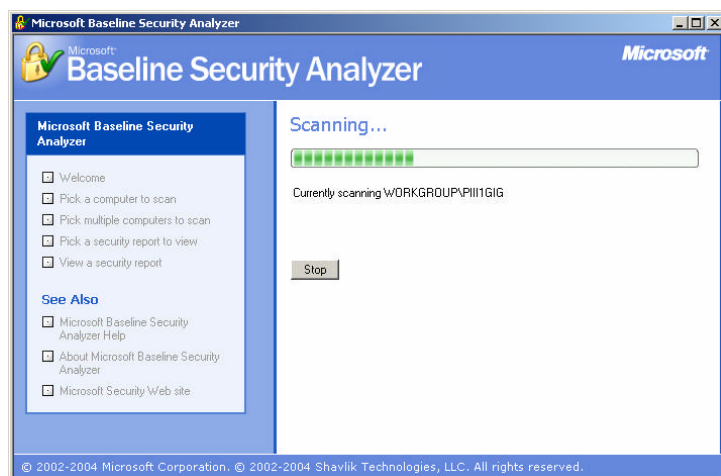 Microsoft Baseline Security Analyzer
Microsoft
Baseline Security Analyzer
Microsoft
Microsoft Baseline Security
Analyzer
Welcome
Pick a computer to scan
Pick multiple computers to scan
Pick a security report to view
View a security report
See Also
Microsoft Baseline Security
Analyzer Help
About Microsoft Baseline Security
Analyzer
Microsoft Security Web site
Scanning...
Currently scanning WORKGROUP\PIII1GIG
Stop
© 2002-2004 Microsoft Corporation. © 2002-2004 Shavlik Technologies, LLC. All rights reserved.